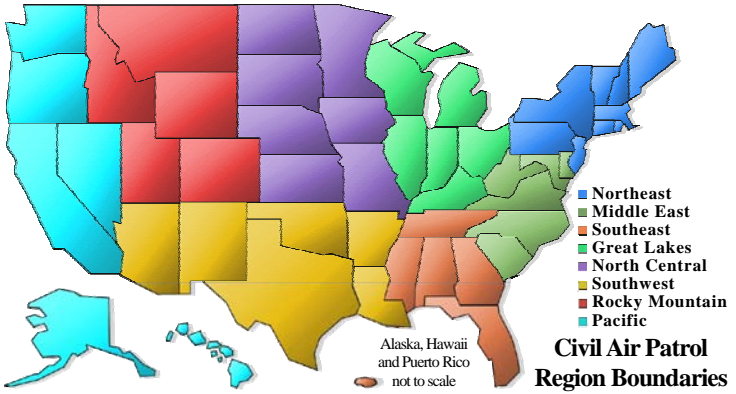 Northeast
Middle East
Southeast
Great Lakes
North Central
Southwest
Rocky Mountain
Pacific
Alaska, Hawaii
and Puerto Rico
not to scale
Civil Air Patrol
Region Boundaries